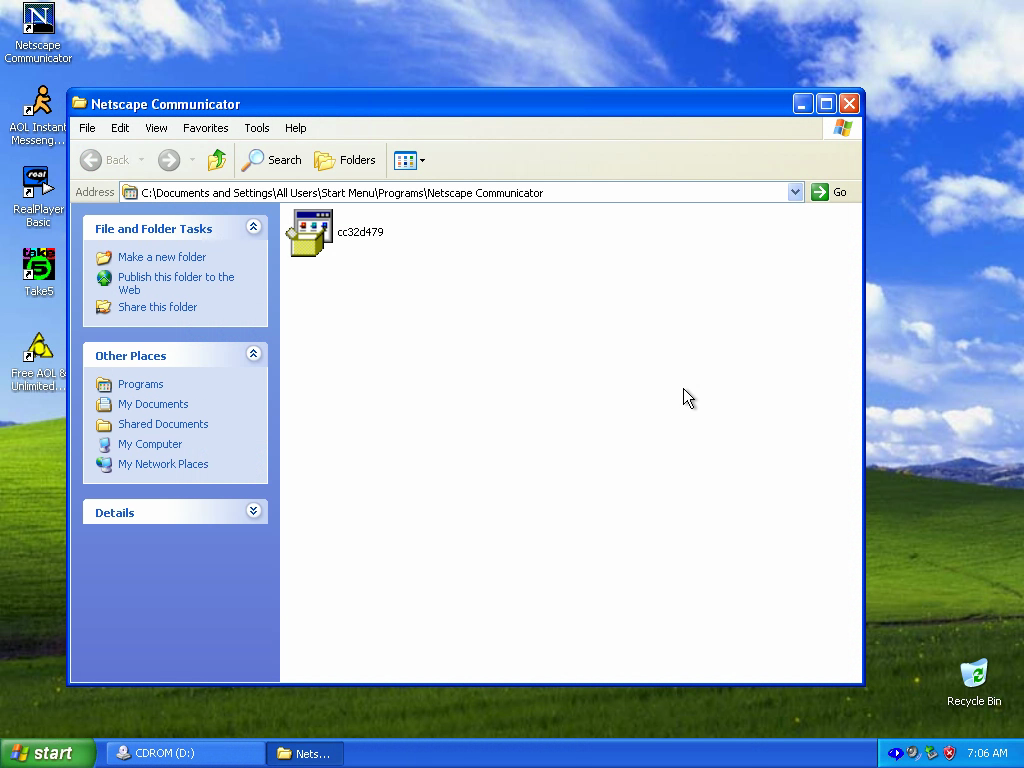 Netscape
Communicator
AOL Instant
Messeng...
real
RealPlayer
Basic
take
5
Take5
Free AOL &
Unlimited...
Netscape Communicator
File Edit View Favorites Tools Help
Back Search Folders
Address C:\Documents and Settings\All Users\Start Menu\Programs\Netscape Communicator Go
File and Folder Tasks
Make a new folder
Publish this folder to the
Web
Share this folder
Other Places
Programs
My Documents
Shared Documents
My Computer
My Network Places
Details
cc32d479
Recycle Bin
start CDROM (D:) Nets... 7:06 AM